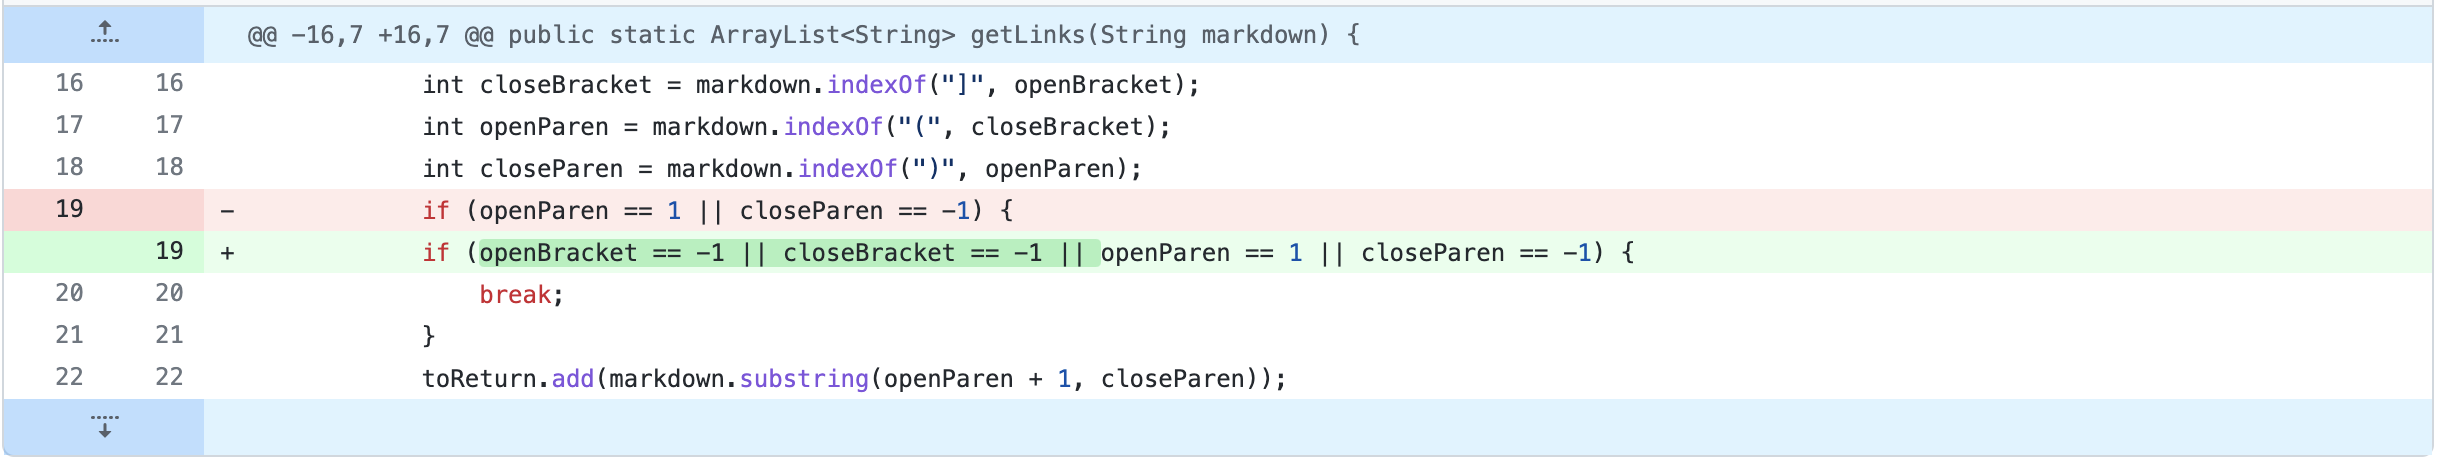 @@ -16,7 +16,7 @@ public static ArrayList<String> getLinks(String markdown) {
16 16 int closeBracket = markdown.indexOf("]", openBracket);
17 17 int openParen = markdown.indexOf("(", closeBracket);
18 18 int closeParen = markdown.indexOf(")", openParen);
19 - if (openParen == 1 || closeParen == -1) {
19 + if (openBracket == -1 || closeBracket == -1 || openParen == 1 || closeParen == -1) {
20 20 break;
21 21 }
22 22 toReturn.add(markdown.substring(openParen + 1, closeParen));